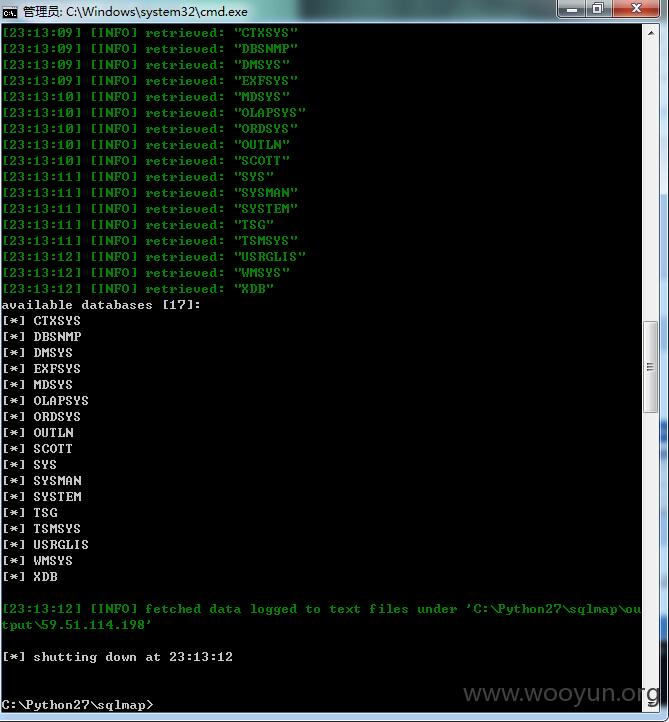 管理员: C:\Windows\system32\cmd.exe
[23:13:09] [INFO] retrieved: "CTXSYS"
[23:13:09] [INFO] retrieved: "DBSNMP"
[23:13:09] [INFO] retrieved: "DMSYS"
[23:13:09] [INFO] retrieved: "EXFSYS"
[23:13:10] [INFO] retrieved: "MDSYS"
[23:13:10] [INFO] retrieved: "OLAPSYS"
[23:13:10] [INFO] retrieved: "ORDSYS"
[23:13:10] [INFO] retrieved: "OUTLN"
[23:13:10] [INFO] retrieved: "SCOTT"
[23:13:11] [INFO] retrieved: "SYS"
[23:13:11] [INFO] retrieved: "SYSMAN"
[23:13:11] [INFO] retrieved: "SYSTEM"
[23:13:11] [INFO] retrieved: "TSG"
[23:13:11] [INFO] retrieved: "TSMSYS"
[23:13:12] [INFO] retrieved: "USRGLIS"
[23:13:12] [INFO] retrieved: "WMSYS"
[23:13:12] [INFO] retrieved: "XDB"
available databases [17]:
[*] CTXSYS
[*] DBSNMP
[*] DMSYS
[*] EXFSYS
[*] MDSYS
[*] OLAPSYS
[*] ORDSYS
[*] OUTLN
[*] SCOTT
[*] SYS
[*] SYSMAN
[*] SYSTEM
[*] TSG
[*] TSMSYS
[*] USRGLIS
[*] WMSYS
[*] XDB
[23:13:12] [INFO] fetched data logged to text files under 'C:\Python27\sqlmap\ou
tput\59.51.114.198'
[*] shutting down at 23:13:12
C:\Python27\sqlmap>
www.wooyun.org